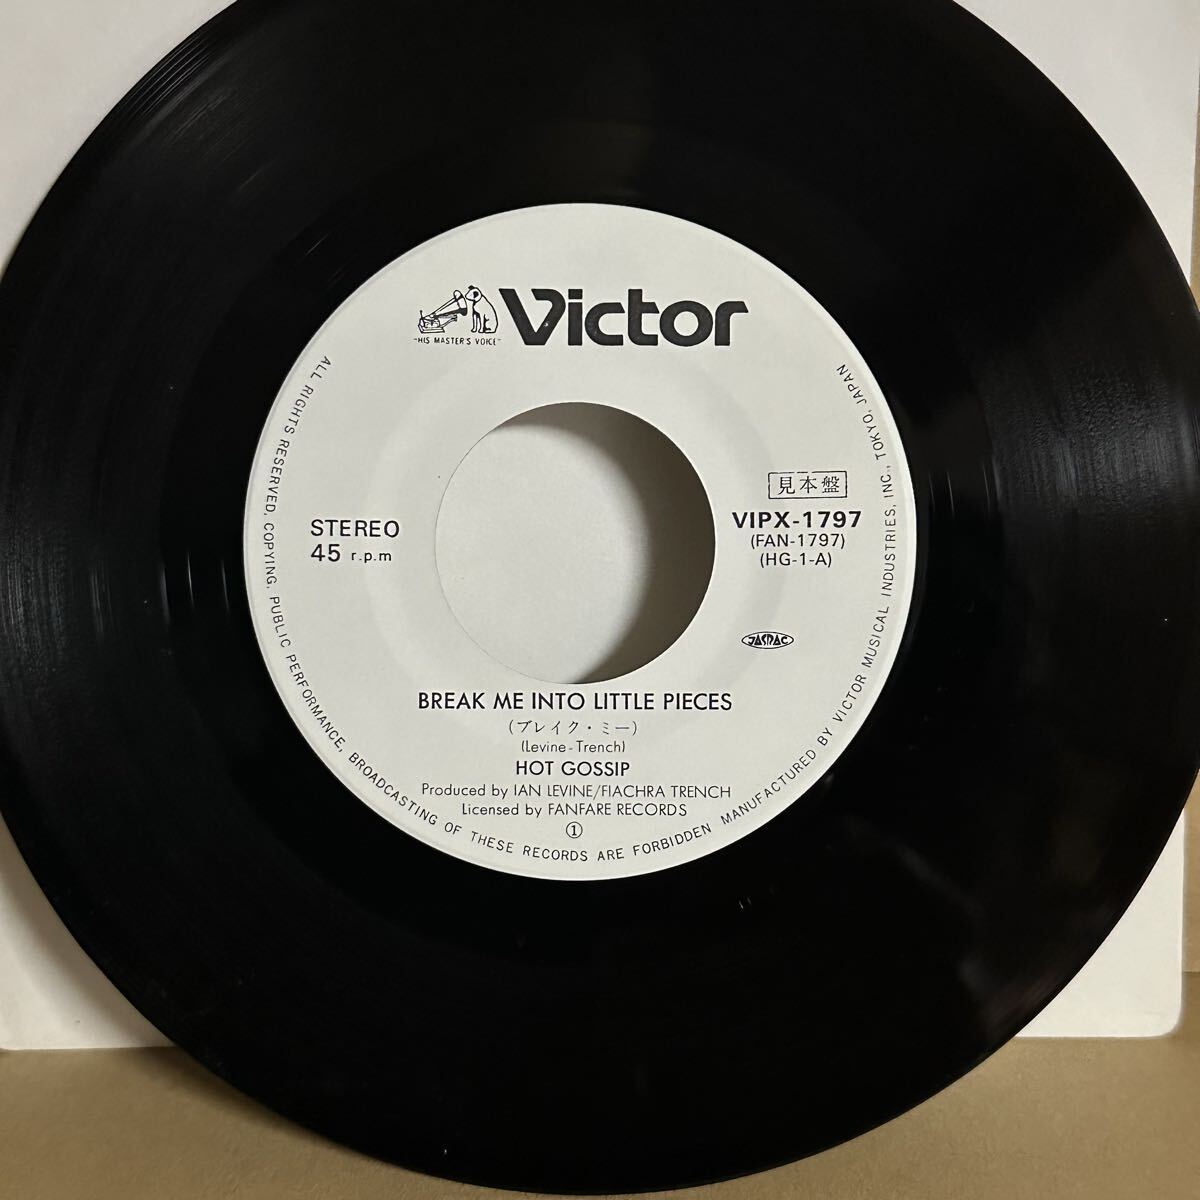 Victor
"HIS MASTER'S VOICE"
見本盤
STEREO
45 r.p.m
VIPX-1797
(FAN-1797)
(HG-1-A)
JASRAC
BREAK ME INTO LITTLE PIECES
(ブレイク・ミー)
(Levine-Trench)
HOT GOSSIP
Produced by IAN LEVINE/FIACHRA TRENCH
Licensed by FANFARE RECORDS
①
ALL RIGHTS RESERVED, COPYING, PUBLIC PERFORMANCE, BROADCASTING OF THESE RECORDS ARE FORBIDDEN MANUFACTURED BY VICTOR MUSICAL INDUSTRIES, INC., TOKYO, JAPAN